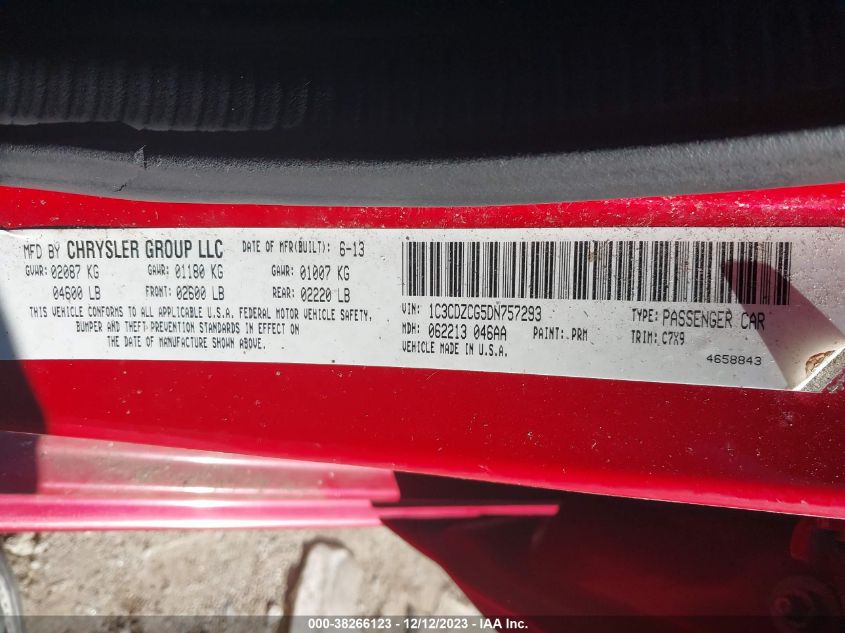 MFD BY CHRYSLER GROUP LLC DATE OF MFR(BUILT): 6-13
GVWR: 02087 KG GAWR: 01180 KG GAWR: 01007 KG
04600 LB FRONT: 02600 LB REAR: 02220 LB
THIS VEHICLE CONFORMS TO ALL APPLICABLE U.S.A. FEDERAL MOTOR VEHICLE SAFETY,
BUMPER AND THEFT PREVENTION STANDARDS IN EFFECT ON
THE DATE OF MANUFACTURE SHOWN ABOVE.
VIN: 1C3CDZCG5DN757293 TYPE: PASSENGER CAR
MDH: 062213 046AA PAINT: .PRM TRIM: C7X9
VEHICLE MADE IN U.S.A.
4658843
000-38266123 - 12/12/2023 - IAA Inc.